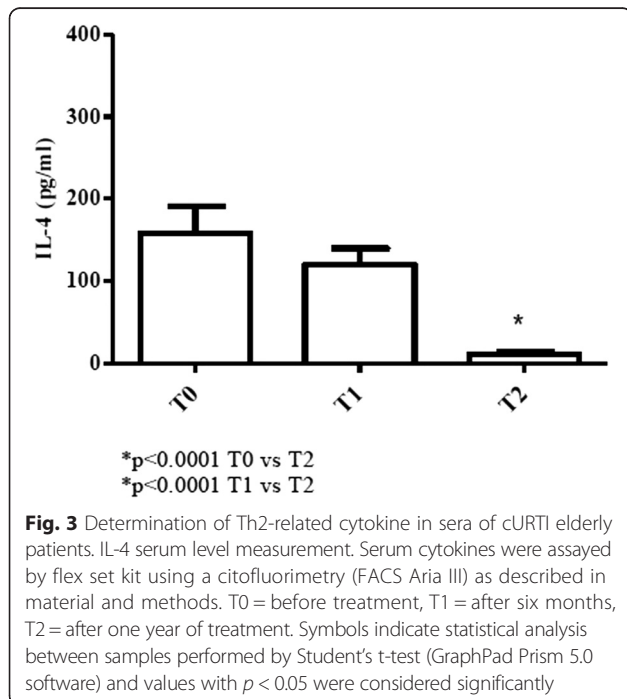 400
300
200
100
0
IL-4 (pg/ml)
*
T0
T1
T2
*p<0.0001 T0 vs T2
*p<0.0001 T1 vs T2
Fig. 3 Determination of Th2-related cytokine in sera of cURTI elderly
patients. IL-4 serum level measurement. Serum cytokines were assayed
by flex set kit using a citofluorimetry (FACS Aria III) as described in
material and methods. T0 = before treatment, T1 = after six months,
T2 = after one year of treatment. Symbols indicate statistical analysis
between samples performed by Student's t-test (GraphPad Prism 5.0
software) and values with p < 0.05 were considered significantly